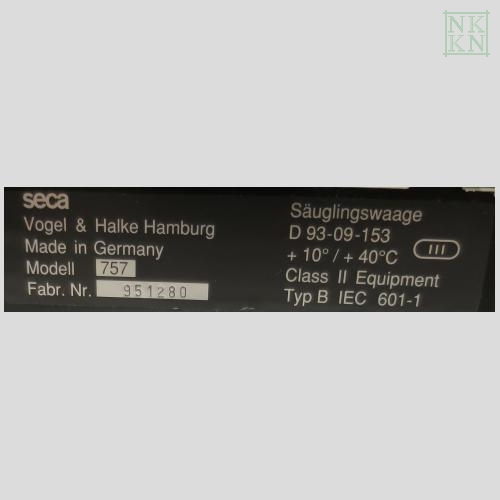 NK
KN
seca
Vogel & Halke Hamburg
Made in Germany
Modell 757
Fabr. Nr. 951280
Säuglingswaage
D 93-09-153
+ 10° / + 40°C
III
Class II Equipment
Typ B IEC 601-1